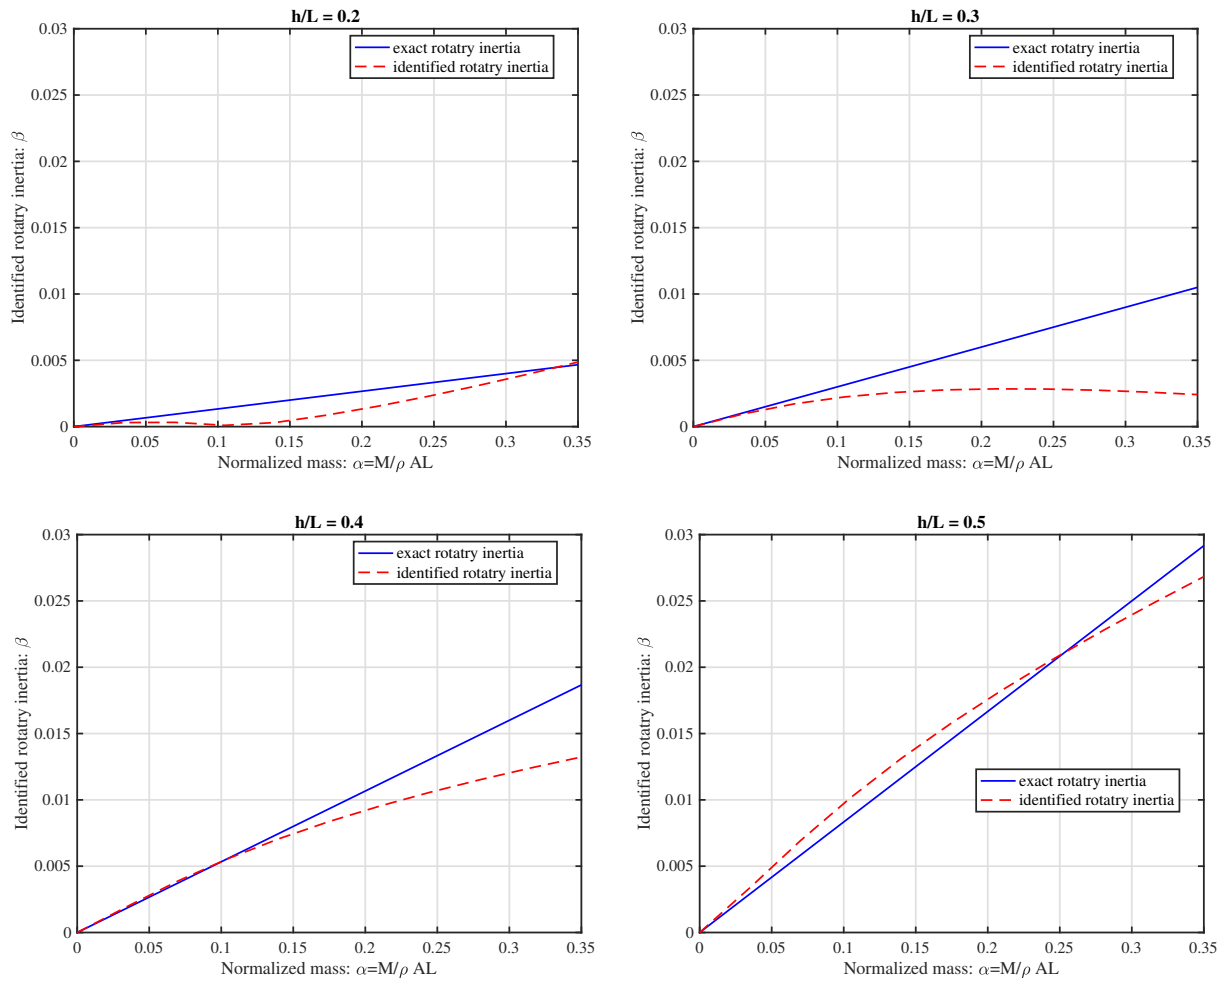 h/L = 0.2
0.03
0.025
0.02
0.015
0.01
0.005
0
Identified rotatry inertia: β
exact rotatry inertia
identified rotatry inertia
0 0.05 0.1 0.15 0.2 0.25 0.3 0.35
Normalized mass: α=M/ρ AL
h/L = 0.3
0.03
0.025
0.02
0.015
0.01
0.005
0
Identified rotatry inertia: β
exact rotatry inertia
identified rotatry inertia
0 0.05 0.1 0.15 0.2 0.25 0.3 0.35
Normalized mass: α=M/ρ AL
h/L = 0.4
0.03
0.025
0.02
0.015
0.01
0.005
0
Identified rotatry inertia: β
exact rotatry inertia
identified rotatry inertia
0 0.05 0.1 0.15 0.2 0.25 0.3 0.35
Normalized mass: α=M/ρ AL
h/L = 0.5
0.03
0.025
0.02
0.015
0.01
0.005
0
Identified rotatry inertia: β
exact rotatry inertia
identified rotatry inertia
0 0.05 0.1 0.15 0.2 0.25 0.3 0.35
Normalized mass: α=M/ρ AL